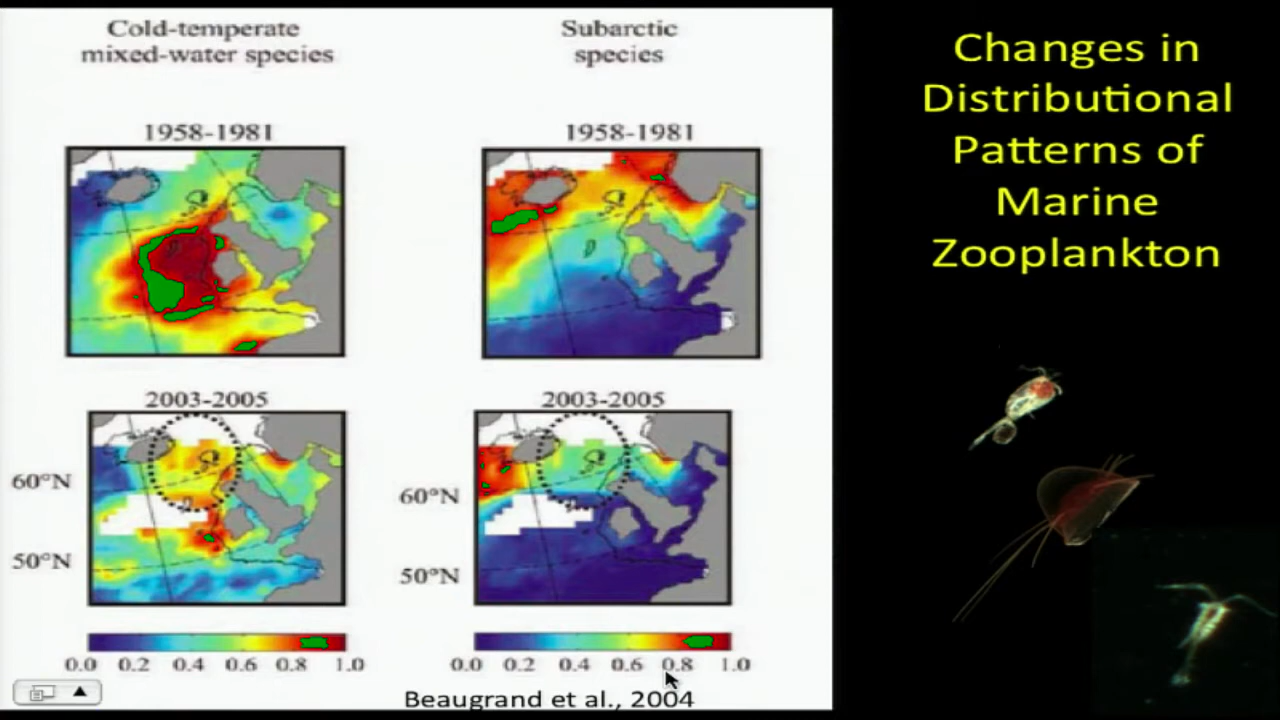 Cold-temperate
mixed-water species
Subarctic
species
Changes in
Distributional
Patterns of
Marine
Zooplankton
1958-1981
1958-1981
2003-2005
2003-2005
60°N
50°N
60°N
50°N
0.0 0.2 0.4 0.6 0.8 1.0
0.0 0.2 0.4 0.6 0.8 1.0
Beaugrand et al., 2004